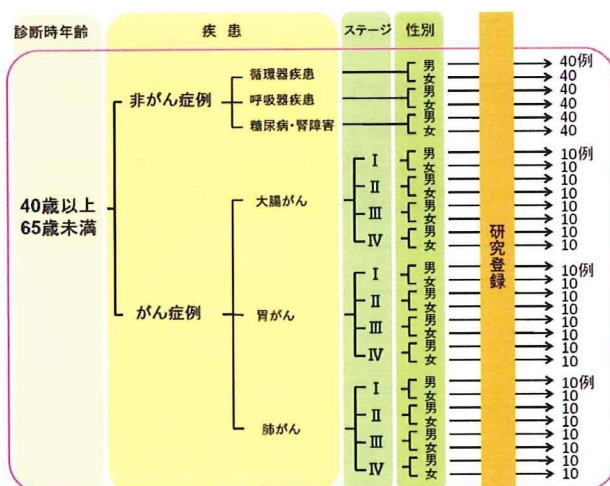 診断時年齢 疾患 ステージ 性別
循環器疾患 男 40例
女 40
非がん症例 呼吸器疾患 男 40
女 40
糖尿病・腎障害 男 40
女 40
40歳以上
65歳未満
がん症例
大腸がん
I 男 10例
女 10
II 男 10
女 10
III 男 10
女 10
IV 男 10
女 10
胃がん
I 男 10例
女 10
II 男 10
女 10
III 男 10
女 10
IV 男 10
女 10
肺がん
I 男 10例
女 10
II 男 10
女 10
III 男 10
女 10
IV 男 10
女 10
研究登録